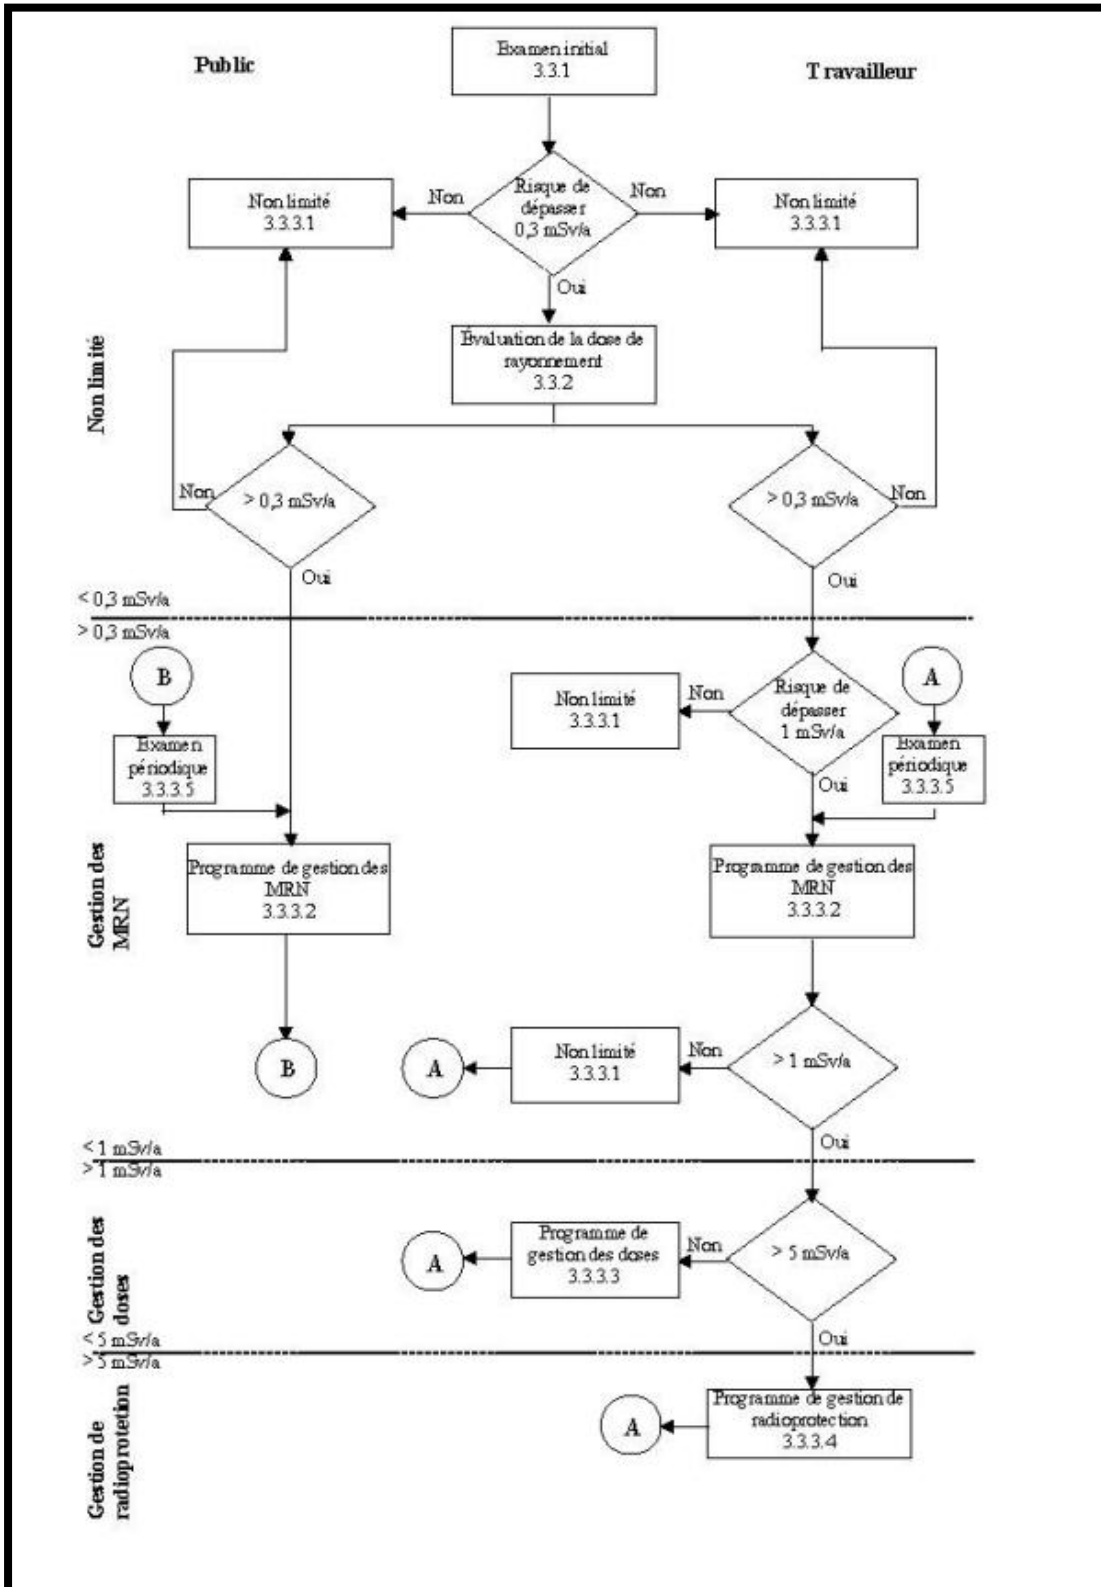 Public
Examen initial
3.3.1
Travailleur
Non limité
3.3.3.1
Non
Risque de
dépasser
0,3 mSv/a
Non
Non limité
3.3.3.1
Oui
Évaluation de la dose de
rayonnement
3.3.2
Non limité
Non
> 0,3 mSv/a
Oui
> 0,3 mSv/a
Non
Oui
< 0,3 mSv/a
> 0,3 mSv/a
B
Examen
périodique
3.3.3.5
Non limité
3.3.3.1
Non
Risque de
dépasser
1 mSv/a
Oui
A
Examen
périodique
3.3.3.5
Gestion des
MRN
Programme de gestion des
MRN
3.3.3.2
Programme de gestion des
MRN
3.3.3.2
B
A
Non limité
3.3.3.1
Non
> 1 mSv/a
Oui
< 1 mSv/a
> 1 mSv/a
Gestion des
doses
A
Programme de
gestion des doses
3.3.3.3
Non
> 5 mSv/a
Oui
< 5 mSv/a
> 5 mSv/a
Gestion de
radioprotetion
A
Programme de gestion de
radioprotection
3.3.3.4